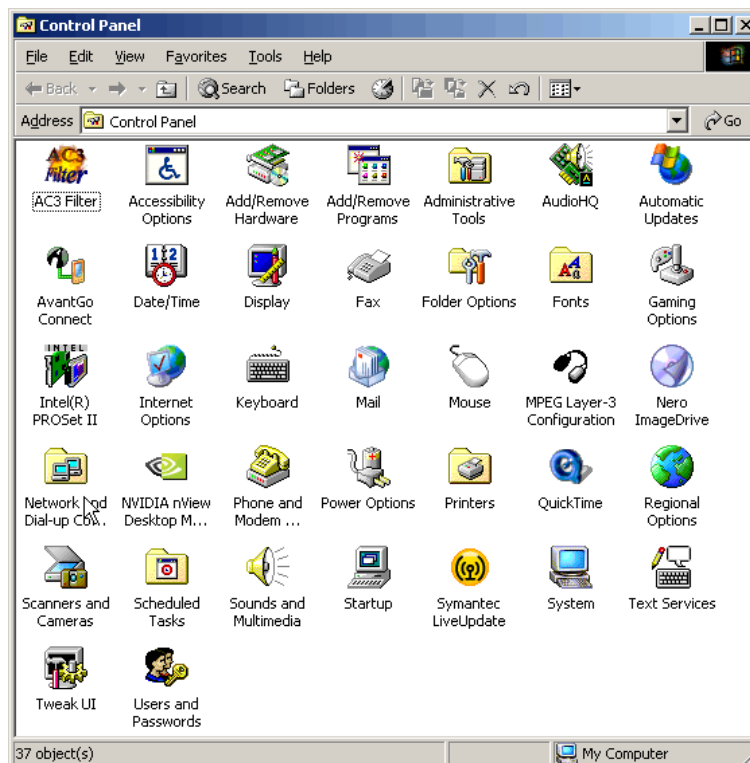 Control Panel
File Edit View Favorites Tools Help
Back Search Folders
Address Control Panel Go
AC3 Filter
AC3 Filter Accessibility Options Add/Remove Hardware Add/Remove Programs Administrative Tools AudioHQ Automatic Updates
1 2
AvantGo Connect Date/Time Display Fax Folder Options Fonts Gaming Options
INTEL
Intel(R) PROSet II Internet Options Keyboard Mail Mouse MPEG Layer-3 Configuration Nero ImageDrive
Network and Dial-up Co... NVIDIA nView Desktop M... Phone and Modem ... Power Options Printers QuickTime Regional Options
Scanners and Cameras Scheduled Tasks Sounds and Multimedia Startup Symantec LiveUpdate System Text Services
Tweak UI Users and Passwords
37 object(s) My Computer